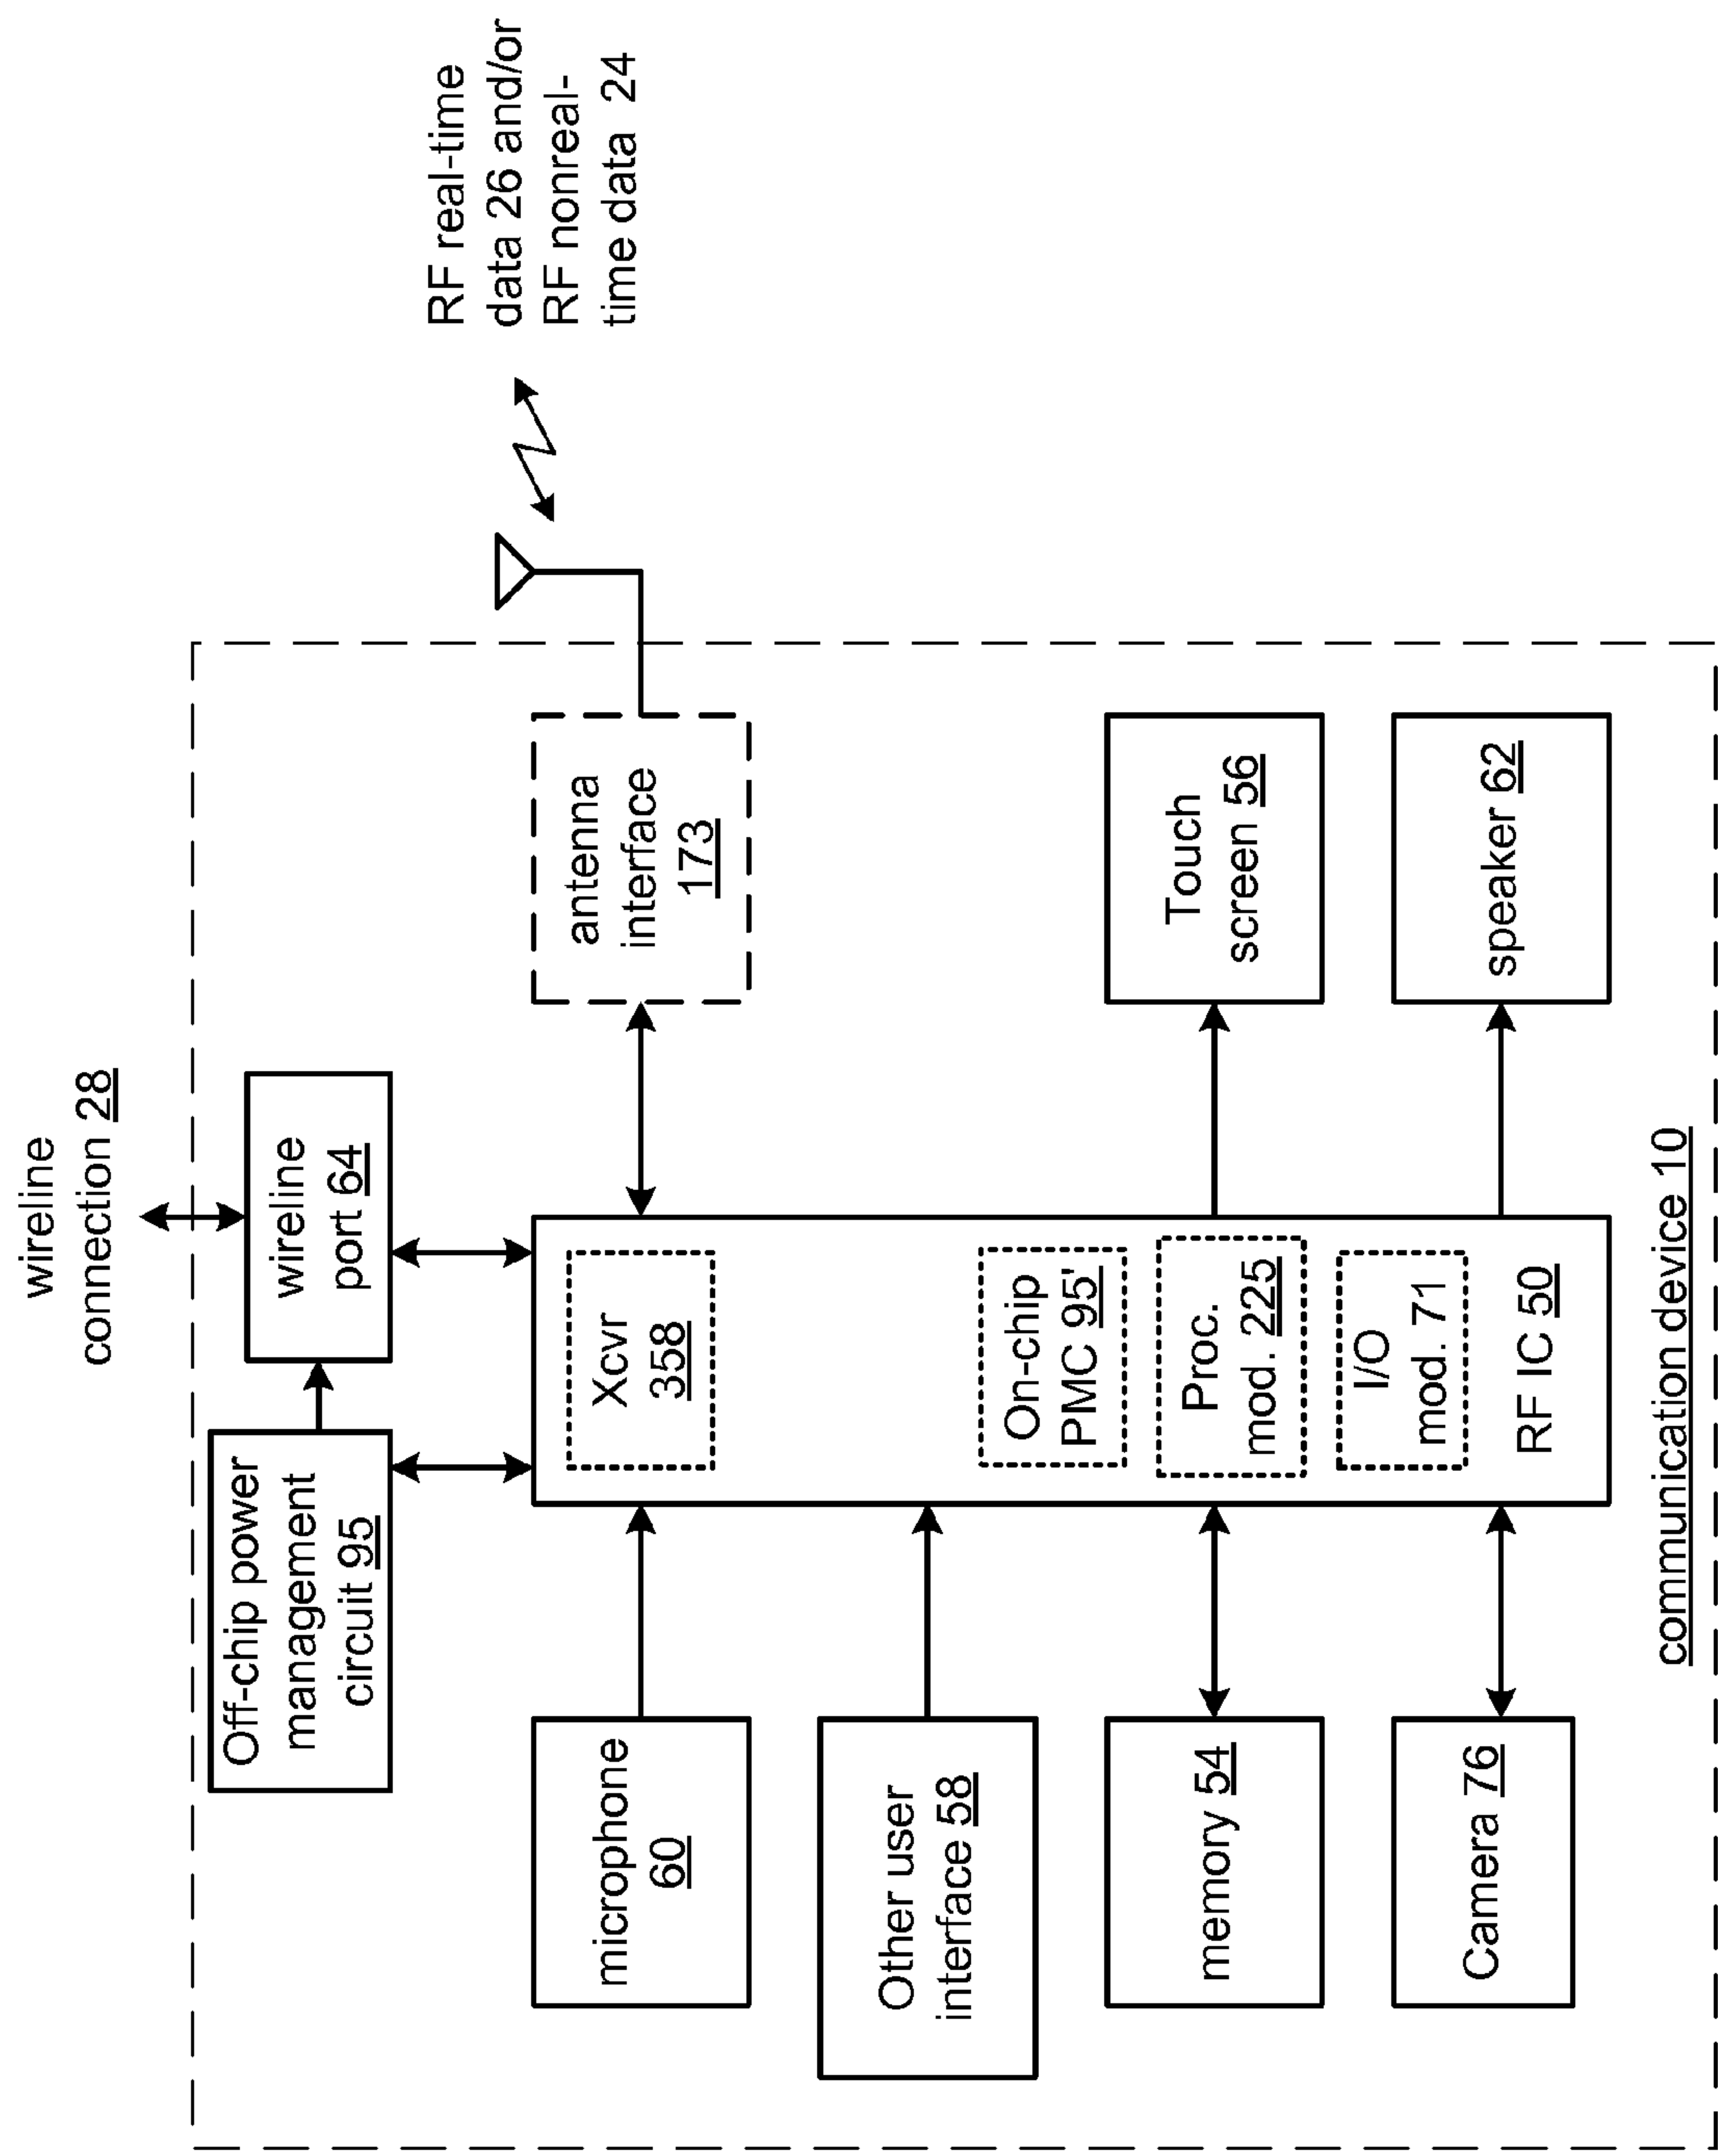 wireline
connection 28
Off-chip power
management
circuit 95
wireline
port 64
RF real-time
data 26 and/or
RF nonreal-
time data 24
microphone
60
Xcvr
358
antenna
interface
173
Other user
interface 58
On-chip
PMC 95'
memory 54
Proc.
mod. 225
Touch
screen 56
Camera 76
I/O
mod. 71
RF IC 50
speaker 62
communication device 10